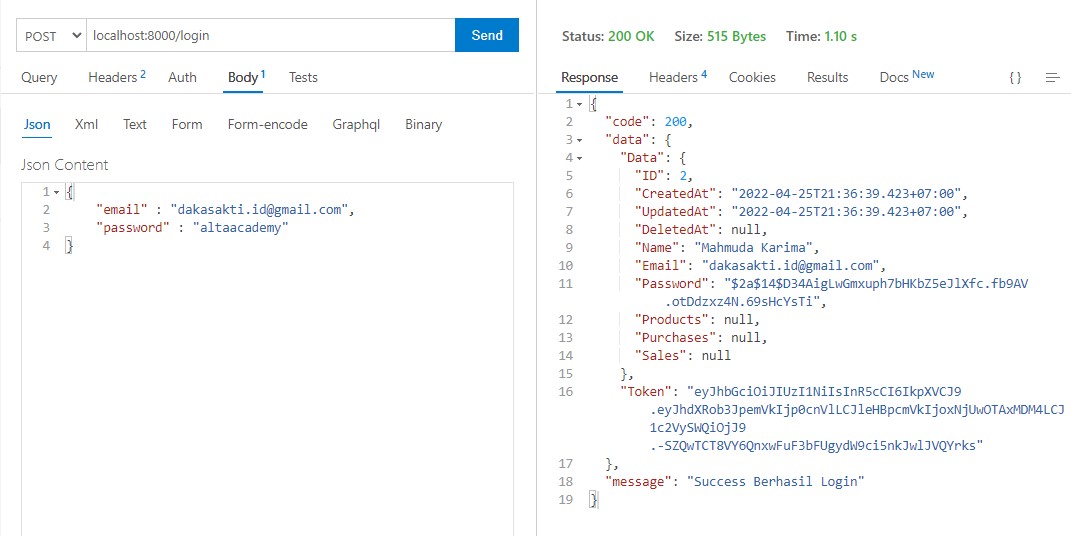 POST localhost:8000/login Send
Query Headers 2 Auth Body 1 Tests
Json Xml Text Form Form-encode Graphql Binary
Json Content
1 {
2 "email" : "dakasakti.id@gmail.com",
3 "password" : "altaacademy"
4 }
Status: 200 OK Size: 515 Bytes Time: 1.10 s
Response Headers 4 Cookies Results Docs New {}
1 {
2 "code": 200,
3 "data": {
4 "Data": {
5 "ID": 2,
6 "CreatedAt": "2022-04-25T21:36:39.423+07:00",
7 "UpdatedAt": "2022-04-25T21:36:39.423+07:00",
8 "DeletedAt": null,
9 "Name": "Mahmuda Karima",
10 "Email": "dakasakti.id@gmail.com",
11 "Password": "$2a$14$D34AigLwGmxuph7bHKbZ5eJlXfc.fb9AV
.otDdzxz4N.69sHcYsTi",
12 "Products": null,
13 "Purchases": null,
14 "Sales": null
15 },
16 "Token": "eyJhbGciOiJIUzI1NiIsInR5cCI6IkpXVCJ9
.eyJhdXRob3JpemVkIjp0cnVlLCJleHBpcmVkIjoxNjUwOTAxMDM4LCJ
1c2VySWQiOjJ9
.-SZQwTCT8VY6QnxwFuF3bFUgydW9ci5nkJwlJVQYrks"
17 },
18 "message": "Success Berhasil Login"
19 }